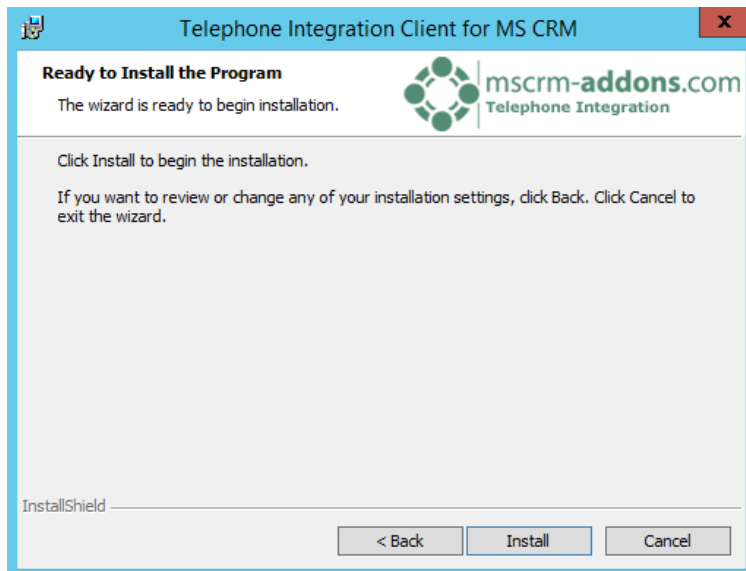 Telephone Integration Client for MS CRM
x
Ready to Install the Program
The wizard is ready to begin installation.
mscrm-addons.com
Telephone Integration
Click Install to begin the installation.
If you want to review or change any of your installation settings, click Back. Click Cancel to
exit the wizard.
InstallShield
< Back
Install
Cancel